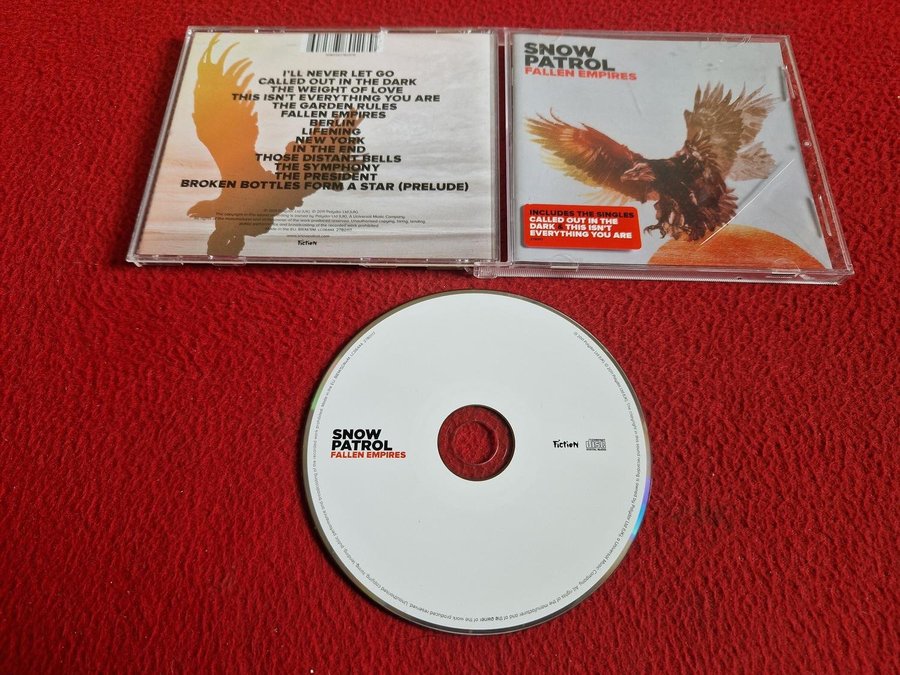 I'LL NEVER LET GO
CALLED OUT IN THE DARK
THE WEIGHT OF LOVE
THIS ISN'T EVERYTHING YOU ARE
THE GARDEN RULES
FALLEN EMPIRES
BERLIN
LIFENING
NEW YORK
IN THE END
THOSE DISTANT BELLS
THE SYMPHONY
THE PRESIDENT
BROKEN BOTTLES FORM A STAR (PRELUDE)
www.snowpatrol.com
Fiction
SNOW
PATROL
FALLEN EMPIRES
INCLUDES THE SINGLES
CALLED OUT IN THE
DARK & THIS ISN'T
EVERYTHING YOU ARE
SNOW
PATROL
FALLEN EMPIRES
Fiction